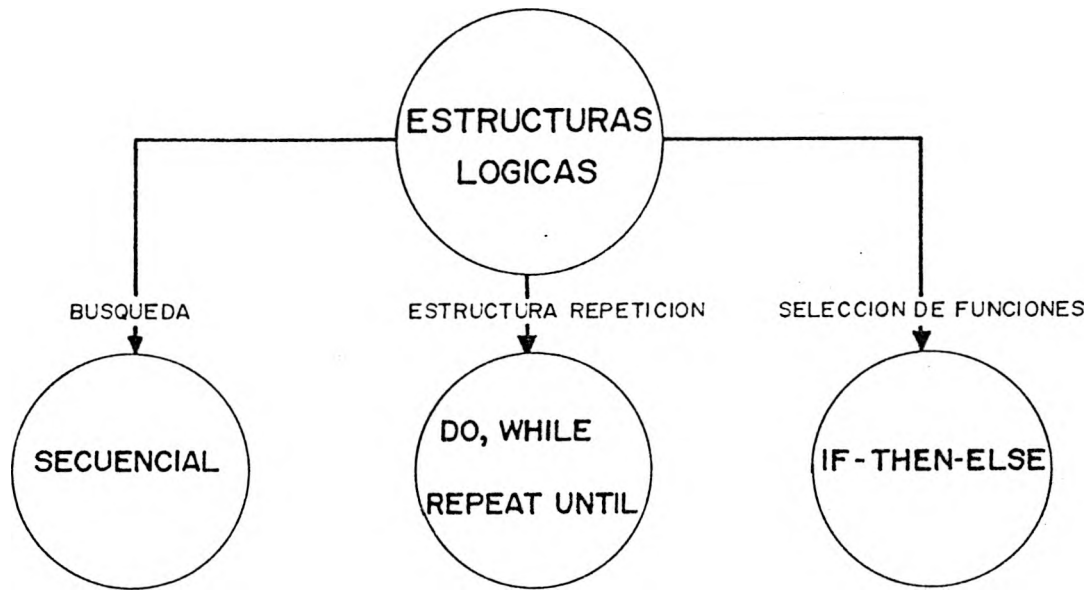 ESTRUCTURAS
LOGICAS
BUSQUEDA
ESTRUCTURA REPETICION
SELECCION DE FUNCIONES
SECUENCIAL
DO, WHILE
REPEAT UNTIL
IF-THEN-ELSE